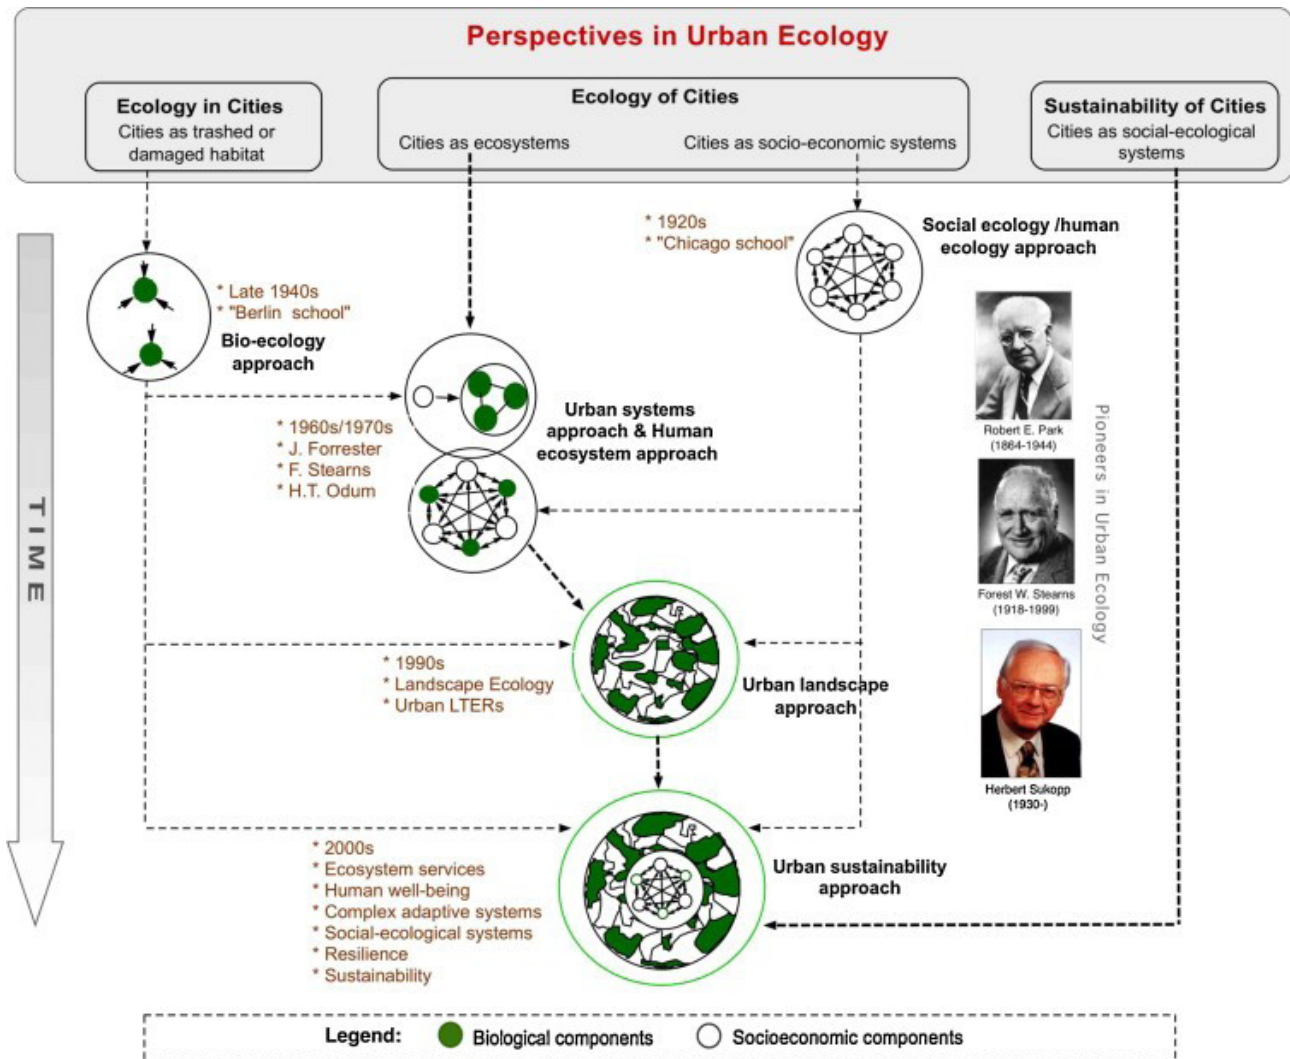 Perspectives in Urban Ecology
Ecology in Cities
Cities as trashed or
damaged habitat
Ecology of Cities
Cities as ecosystems
Cities as socio-economic systems
Sustainability of Cities
Cities as social-ecological
systems
* 1920s
* "Chicago school"
Social ecology /human
ecology approach
* Late 1940s
* "Berlin school"
Bio-ecology
approach
* 1960s/1970s
* J. Forrester
* F. Stearns
* H.T. Odum
Urban systems
approach & Human
ecosystem approach
Robert E. Park
(1864-1944)
Forest W. Stearns
(1918-1999)
Herbert Sukopp
(1930-)
Pioneers in Urban Ecology
TIME
* 1990s
* Landscape Ecology
* Urban LTERs
Urban landscape
approach
* 2000s
* Ecosystem services
* Human well-being
* Complex adaptive systems
* Social-ecological systems
* Resilience
* Sustainability
Urban sustainability
approach
Legend: Biological components Socioeconomic components